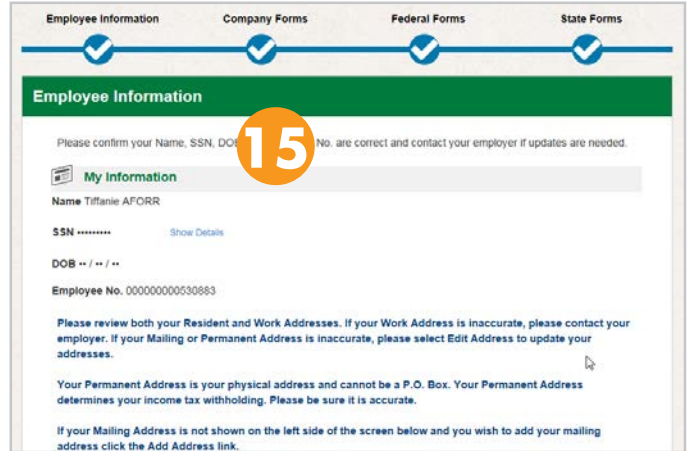 Employee Information Company Forms Federal Forms State Forms
Employee Information
Please confirm your Name, SSN, DO 15 No. are correct and contact your employer if updates are needed.
My Information
Name Tiffanie AFORR
SSN ••••••••• Show Details
DOB •• / •• / ••
Employee No. 000000000530883
Please review both your Resident and Work Addresses. If your Work Address is inaccurate, please contact your
employer. If your Mailing or Permanent Address is inaccurate, please select Edit Address to update your
addresses.
Your Permanent Address is your physical address and cannot be a P.O. Box. Your Permanent Address
determines your income tax withholding. Please be sure it is accurate.
If your Mailing Address is not shown on the left side of the screen below and you wish to add your mailing
address click the Add Address link.